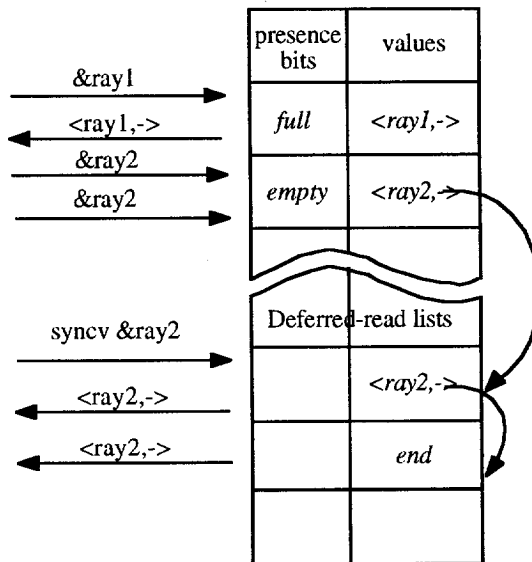 presence bits
values
&ray1
<ray1,->
full
<ray1,->
&ray2
&ray2
empty
<ray2,->
Deferred-read lists
syncv &ray2
<ray2,->
<ray2,->
<ray2,->
end